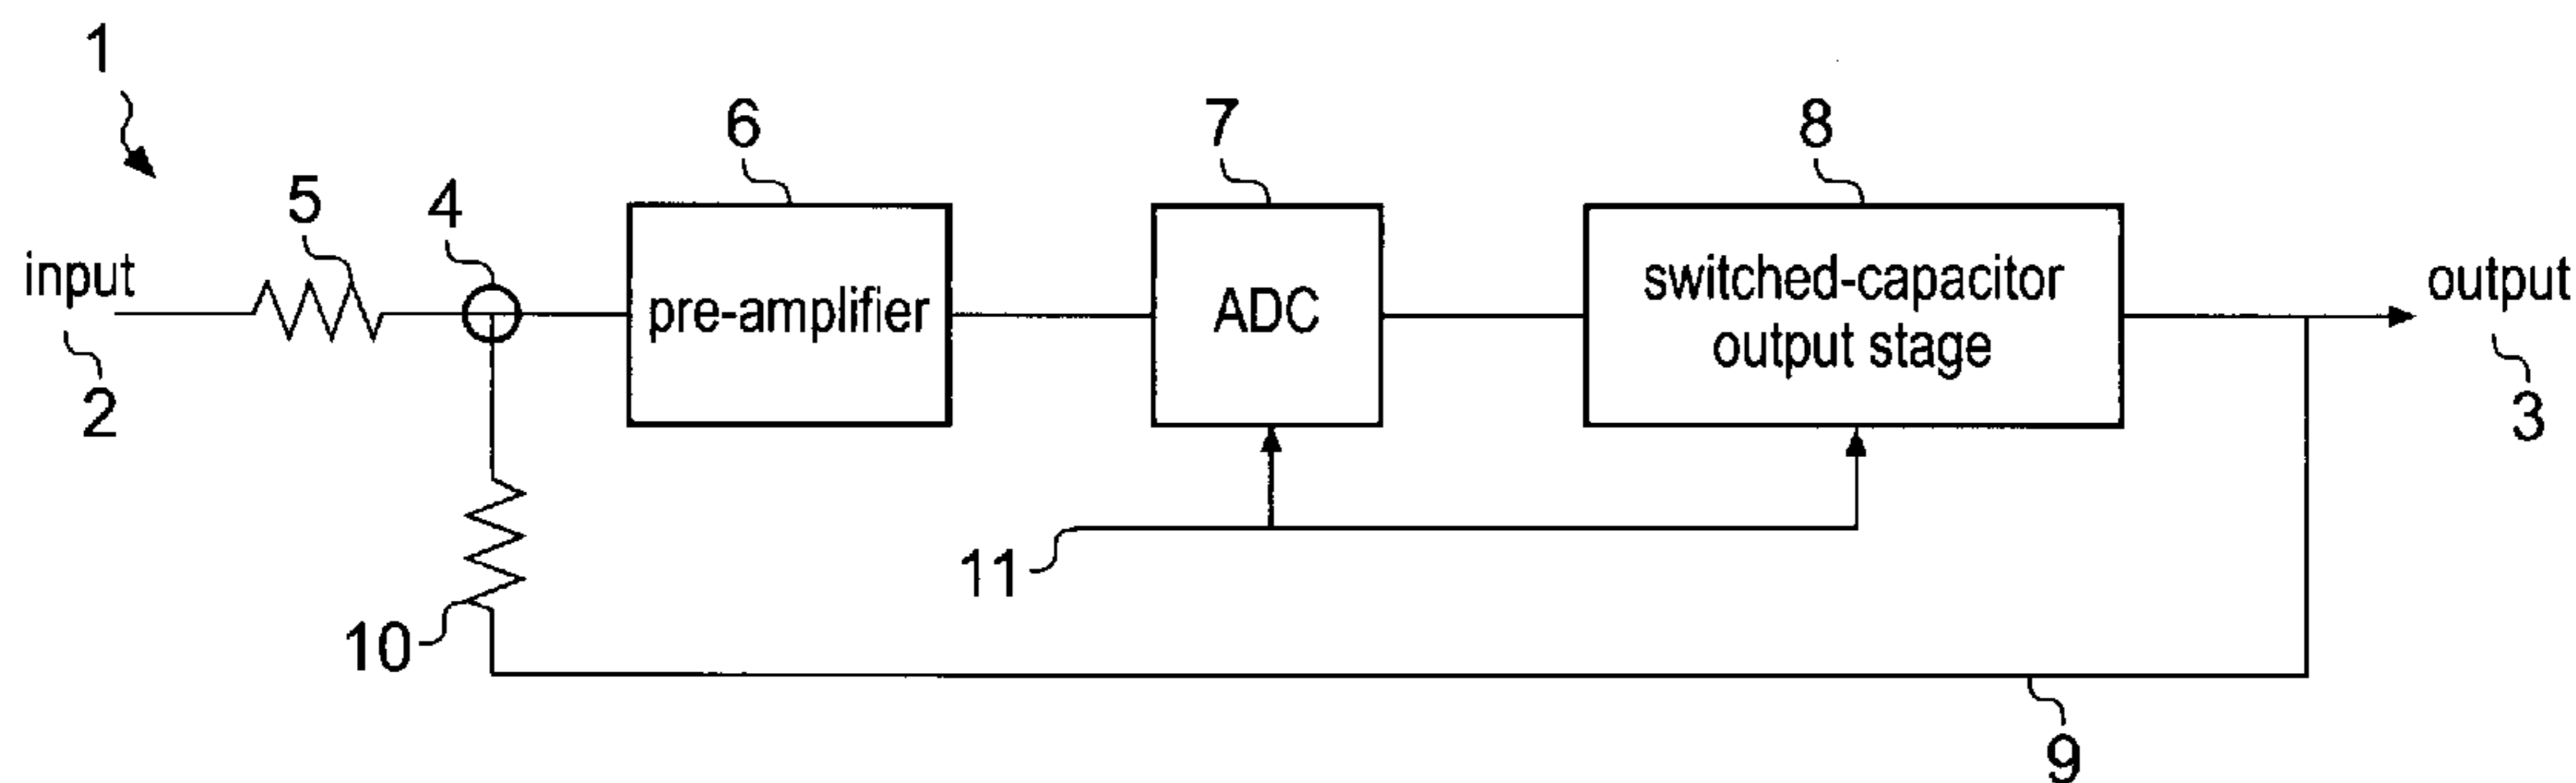 1
6
7
8
5
4
input
pre-amplifier
ADC
switched-capacitor
output stage
output
2
3
11
10
9